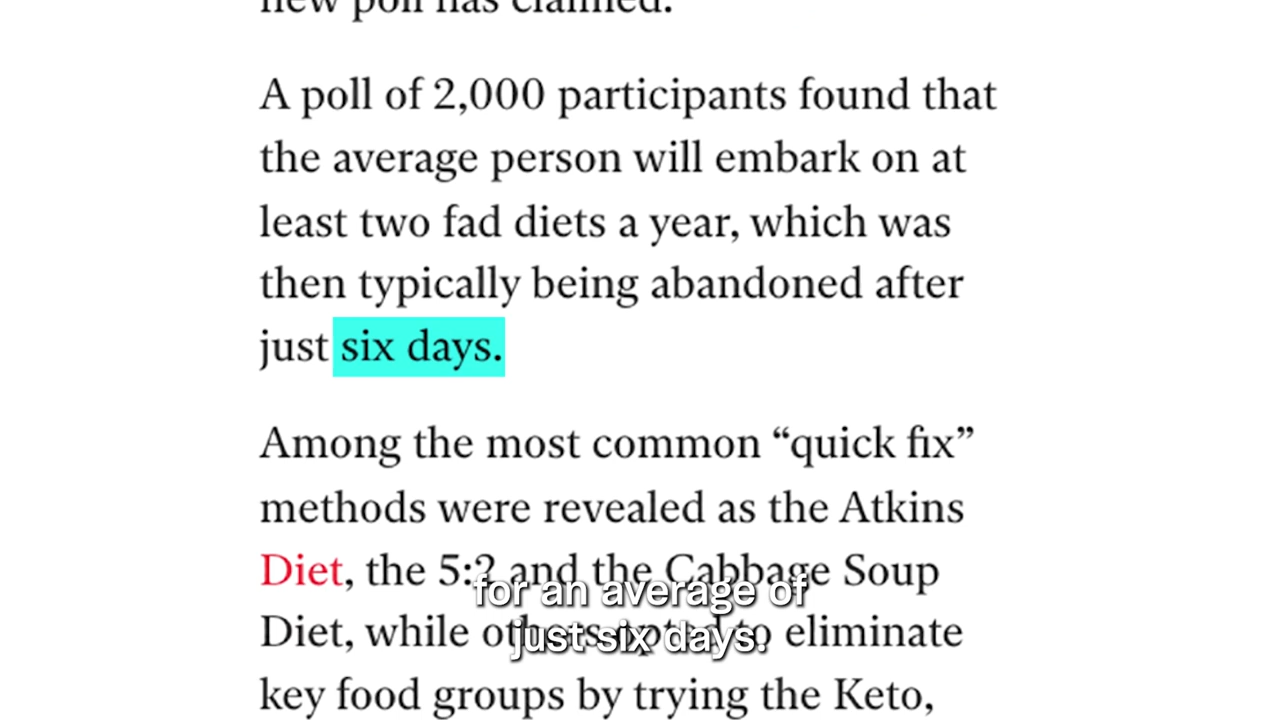 new poll has claimed.
A poll of 2,000 participants found that
the average person will embark on at
least two fad diets a year, which was
then typically being abandoned after
just six days.
Among the most common “quick fix”
methods were revealed as the Atkins
Diet, the 5:2 and the Cabbage Soup
for an average of
Diet, while others opted to eliminate
just six days.
key food groups by trying the Keto,